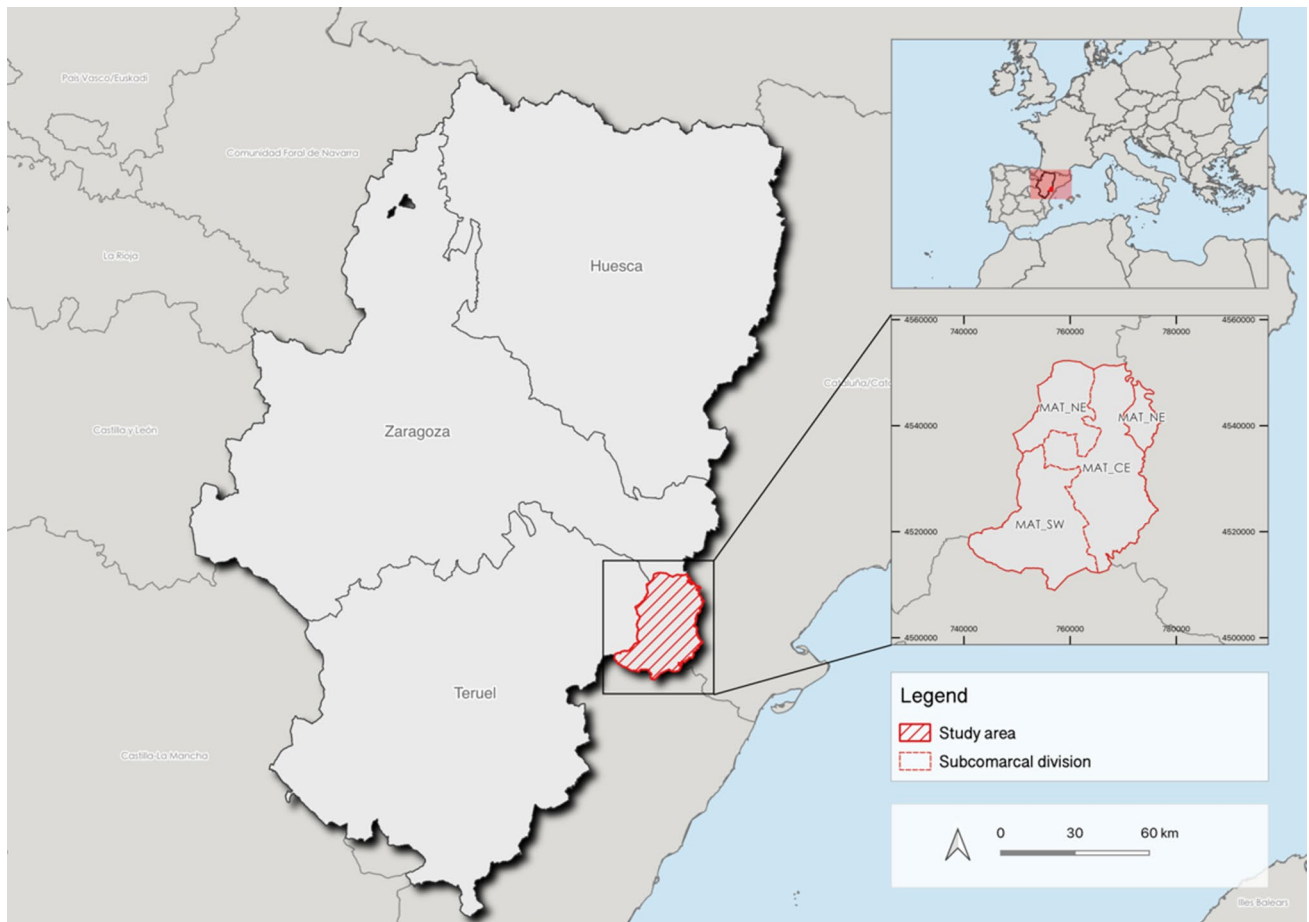 País Vasco/Euskadi
Comunidad Foral de Navarra
La Rioja
Huesca
Castilla y León
Zaragoza
Cataluña/Cata
Teruel
Castilla-La Mancha
Illes Balears
4560000
740000
760000
780000
4560000
MAT_NE
MAT_NE
4540000
4540000
MAT_CE
MAT_SW
4520000
4520000
4500000
740000
760000
780000
4500000
Legend
Study area
Subcomarcal division
0 30 60 km